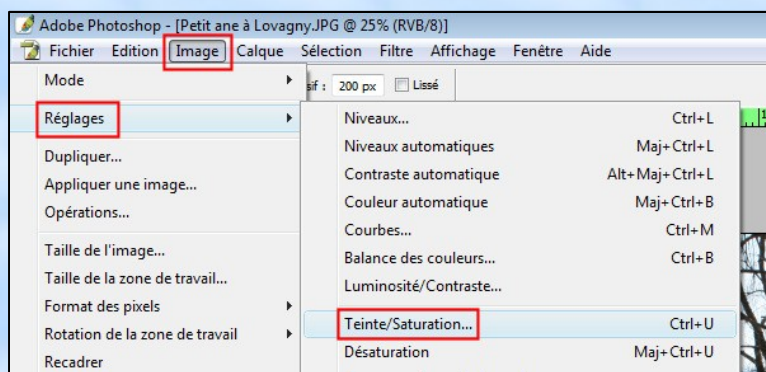 Adobe Photoshop - [Petit ane à Lovagny.JPG @ 25% (RVB/8)]
Fichier Edition Image Calque Sélection Filtre Affichage Fenêtre Aide
Mode
sif : 200 px Lissé
Réglages
Dupliquer...
Appliquer une image...
Opérations...
Taille de l'image...
Taille de la zone de travail...
Format des pixels
Rotation de la zone de travail
Recadrer
Niveaux... Ctrl+L
Niveaux automatiques Maj+Ctrl+L
Contraste automatique Alt+Maj+Ctrl+L
Couleur automatique Maj+Ctrl+B
Courbes... Ctrl+M
Balance des couleurs... Ctrl+B
Luminosité/Contraste...
Teinte/Saturation... Ctrl+U
Désaturation Maj+Ctrl+U